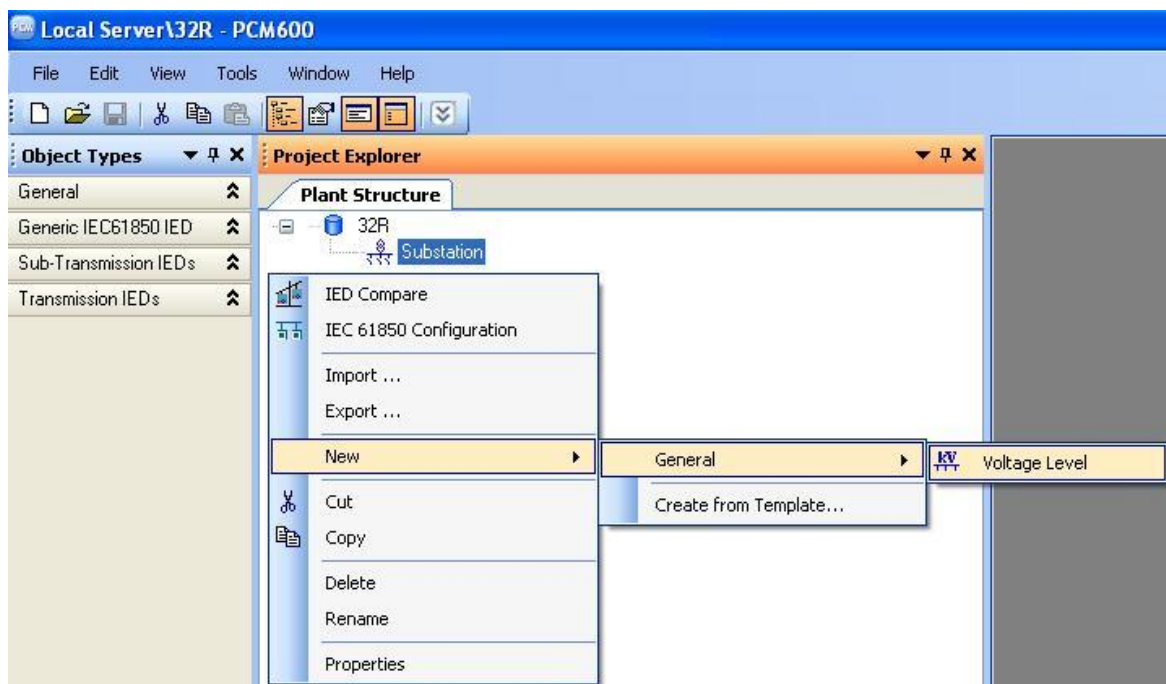 Local Server\32R - PCM600
File Edit View Tools Window Help
Object Types
Project Explorer
General
Plant Structure
Generic IEC61850 IED
32R
Sub-Transmission IEDs
Substation
Transmission IEDs
IED Compare
IEC 61850 Configuration
Import ...
Export ...
New
General
KV Voltage Level
Cut
Create from Template...
Copy
Delete
Rename
Properties